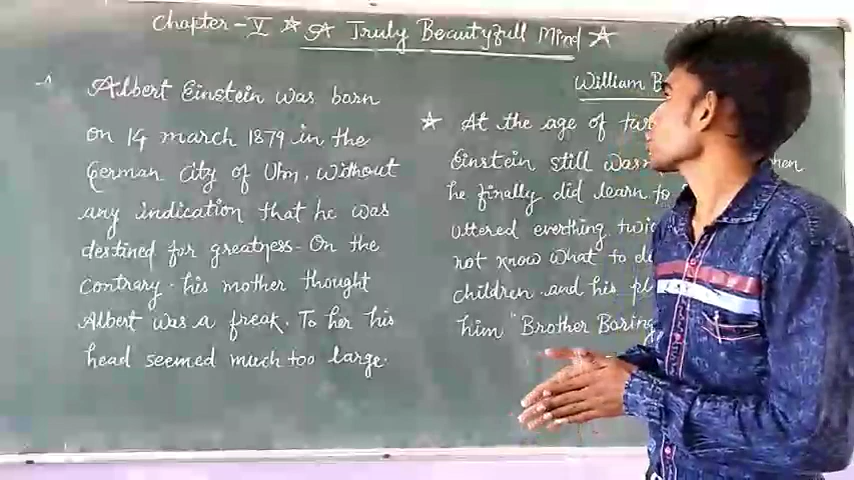 Chapter - V ☆ A Truly Beautyfull Mind ☆
William B
Albert Einstein was born
on 14 march 1879 in the
German city of Ulm, without
any indication that he was
destined for greatness - On the
contrary. his mother thought
Albert was a freak. To her his
head seemed much too large.
☆ At the age of
Einstein still wasn
he finally did learn to
uttered everthing
not know what to do
children and his
him "Brother Boring